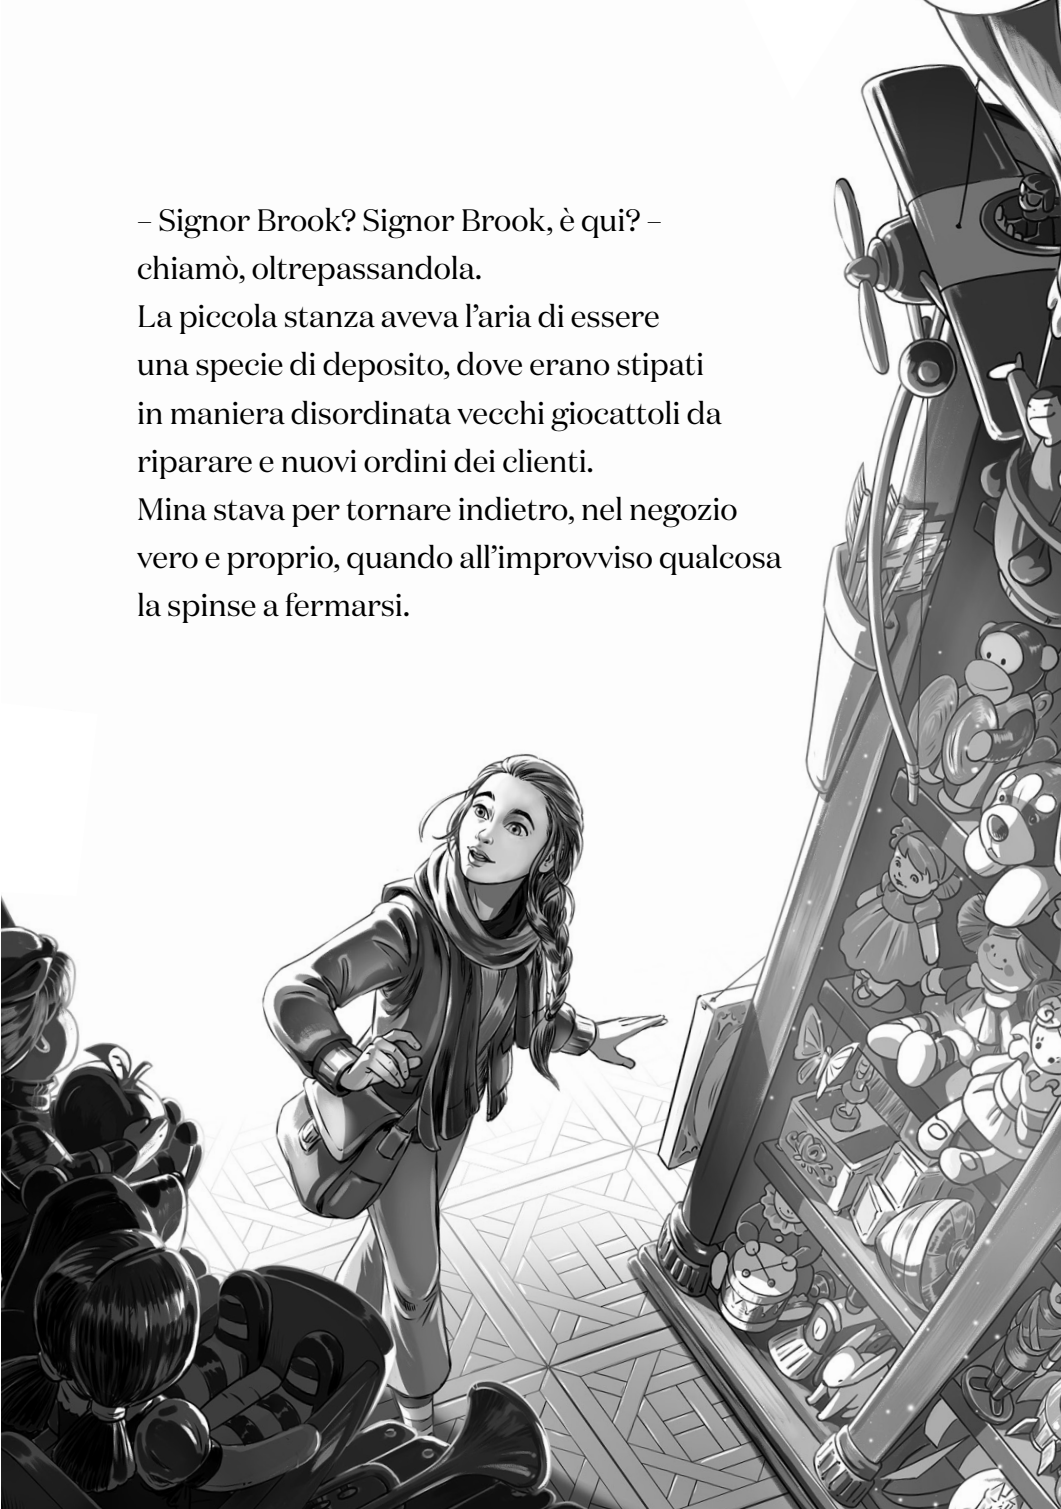 – Signor Brook? Signor Brook, è qui? –
chiamò, oltrepassandola.
La piccola stanza aveva l’aria di essere
una specie di deposito, dove erano stipati
in maniera disordinata vecchi giocattoli da
riparare e nuovi ordini dei clienti.
Mina stava per tornare indietro, nel negozio
vero e proprio, quando all’improvviso qualcosa
la spinse a fermarsi.